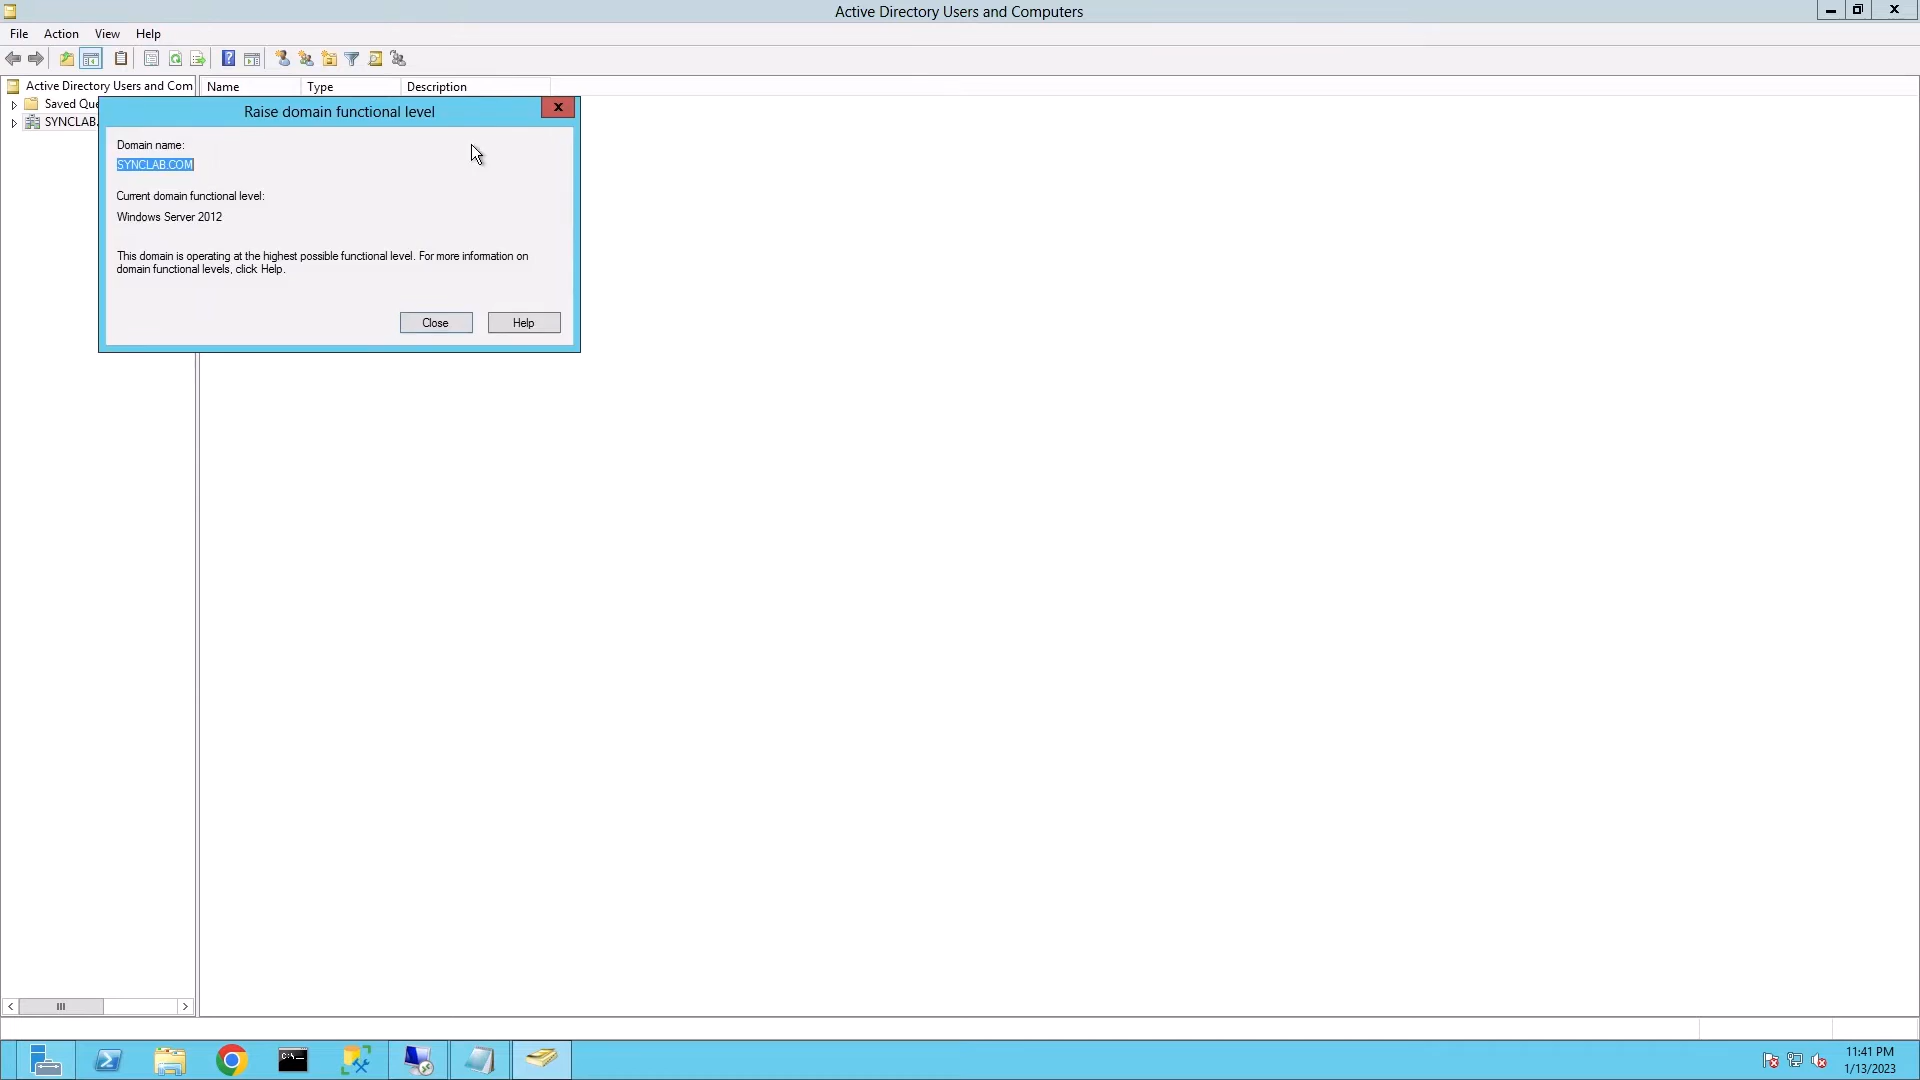 Active Directory Users and Computers
File Action View Help
Active Directory Users and Com
Name Type Description
Saved Que
SYNCLAB.
Raise domain functional level
Domain name:
SYNCLAB.COM
Current domain functional level:
Windows Server 2012
This domain is operating at the highest possible functional level. For more information on
domain functional levels, click Help.
Close Help
11:41 PM
1/13/2023